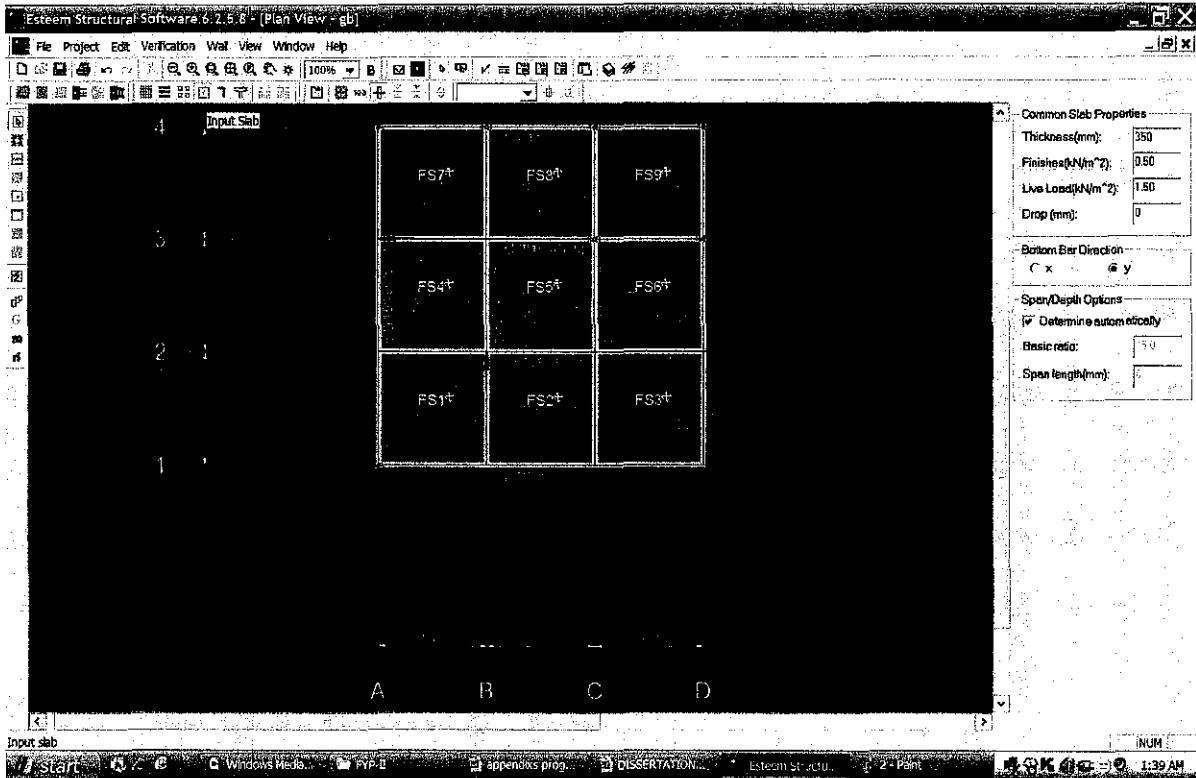 Esteem Structural Software 6.2.5.8 - [Plan View - gb]
File Project Edit Verification Wall View Window Help
100%
B
Input Slab
4
3
2
1
FS7
FS8
FS9
FS4
FS5
FS6
FS1
FS2
FS3
A B C D
Common Slab Properties
Thickness(mm): 350
Finishes(kN/m^2): 0.50
Live Load(kN/m^2): 1.50
Drop (mm): 0
Bottom Bar Direction
x y
Span/Depth Options
Determine automatically
Basic ratio:
Span length(mm):
Input slab
NUM
start
Windows Media...
FYP-II
appendixs prog...
DISSERTATION...
Esteem Structu...
2 - Paint
1:39 AM